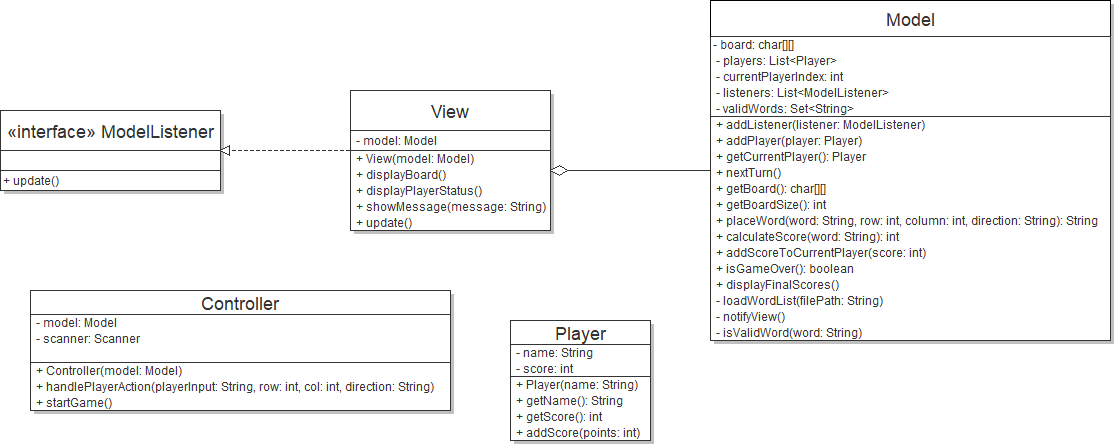 «interface» ModelListener
+ update()
View
- model: Model
+ View(model: Model)
+ displayBoard()
+ displayPlayerStatus()
+ showMessage(message: String)
+ update()
Model
- board: char[][]
- players: List<Player>
- currentPlayerIndex: int
- listeners: List<ModelListener>
- validWords: Set<String>
+ addListener(listener: ModelListener)
+ addPlayer(player: Player)
+ getCurrentPlayer(): Player
+ nextTurn()
+ getBoard(): char[][]
+ getBoardSize(): int
+ placeWord(word: String, row: int, column: int, direction: String): String
+ calculateScore(word: String): int
+ addScoreToCurrentPlayer(score: int)
+ isGameOver(): boolean
+ displayFinalScores()
- loadWordList(filePath: String)
- notifyView()
- isValidWord(word: String)
Controller
- model: Model
- scanner: Scanner
+ Controller(model: Model)
+ handlePlayerAction(playerInput: String, row: int, col: int, direction: String)
+ startGame()
Player
- name: String
- score: int
+ Player(name: String)
+ getName(): String
+ getScore(): int
+ addScore(points: int)